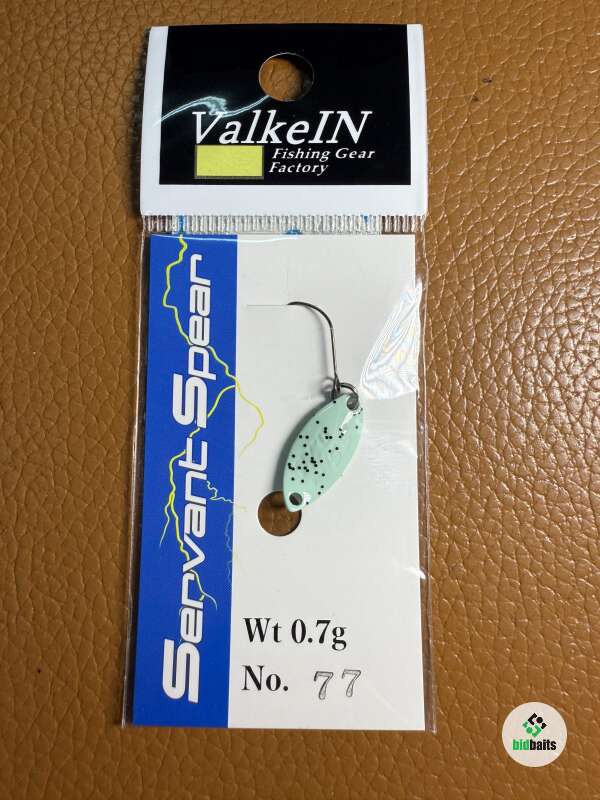 ValkeIN
Fishing Gear
Factory
Servant Spear
Wt 0.7g
No. 77
bidbaits